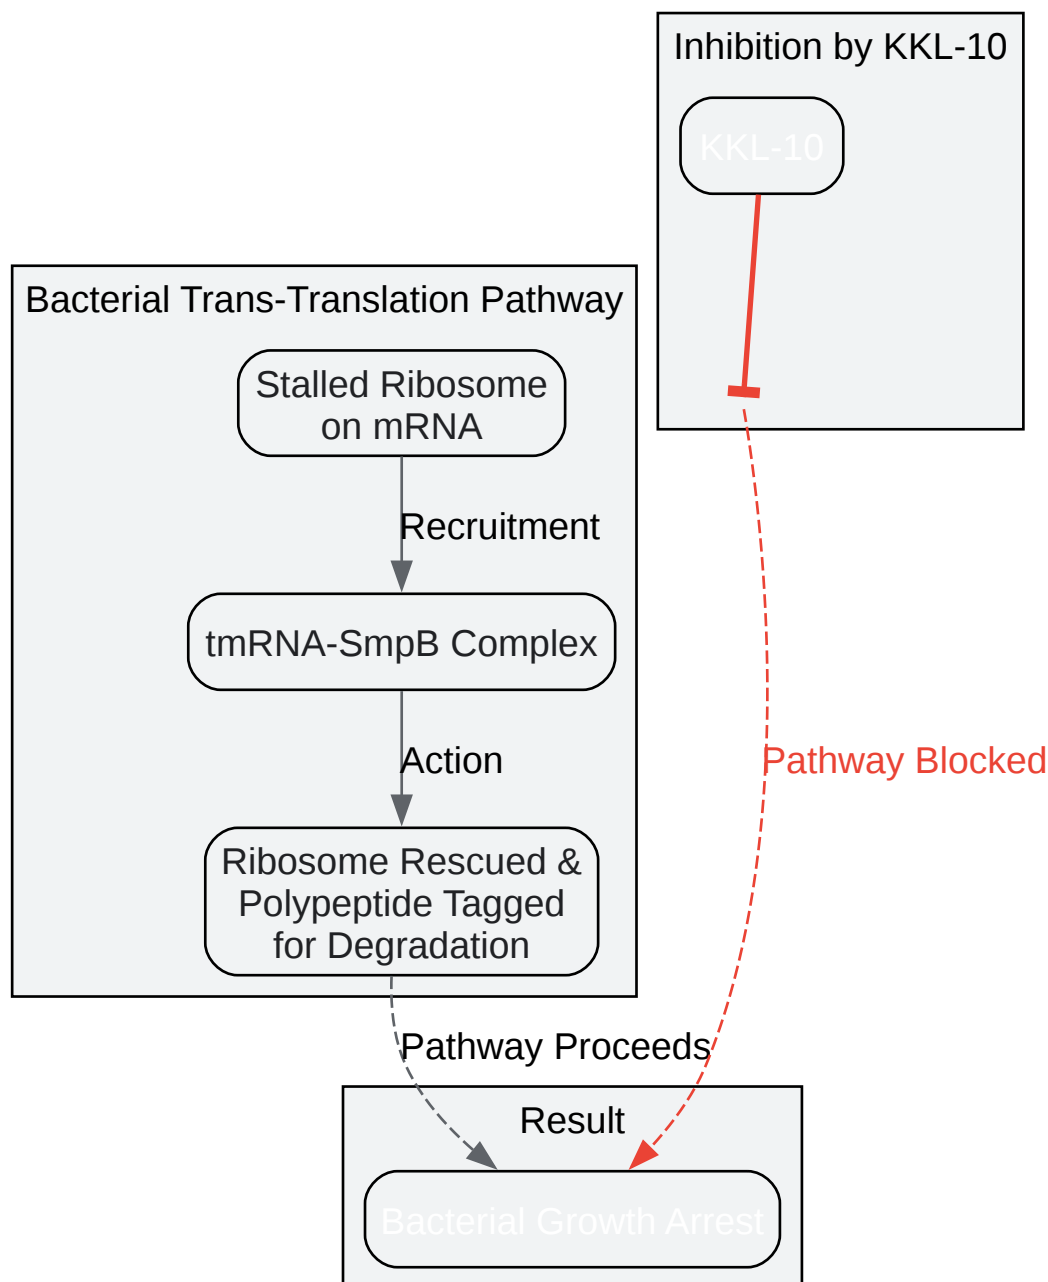 Inhibition by KKL-10
KKL-10
Bacterial Trans-Translation Pathway
Stalled Ribosome
on mRNA
Recruitment
tmRNA-SmpB Complex
Action
Pathway Blocked
Ribosome Rescued &
Polypeptide Tagged
for Degradation
Pathway Proceeds
Result
Bacterial Growth Arrest